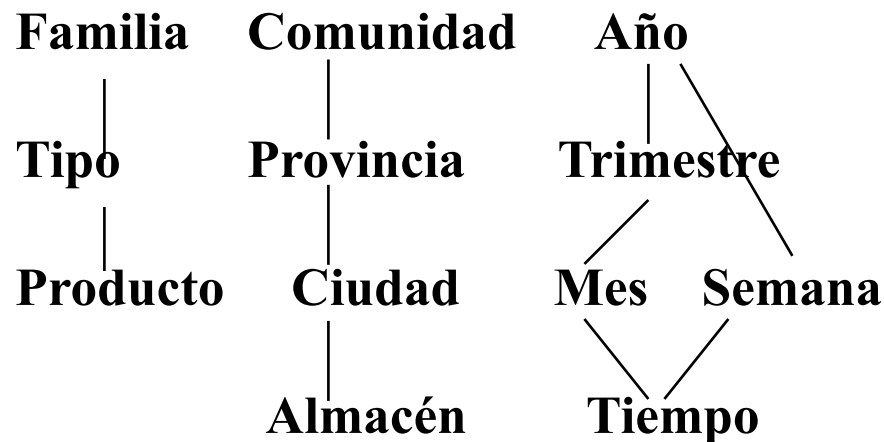 Familia Comunidad Año
Tipo Provincia Trimestre
Producto Ciudad Mes Semana
Almacén Tiempo